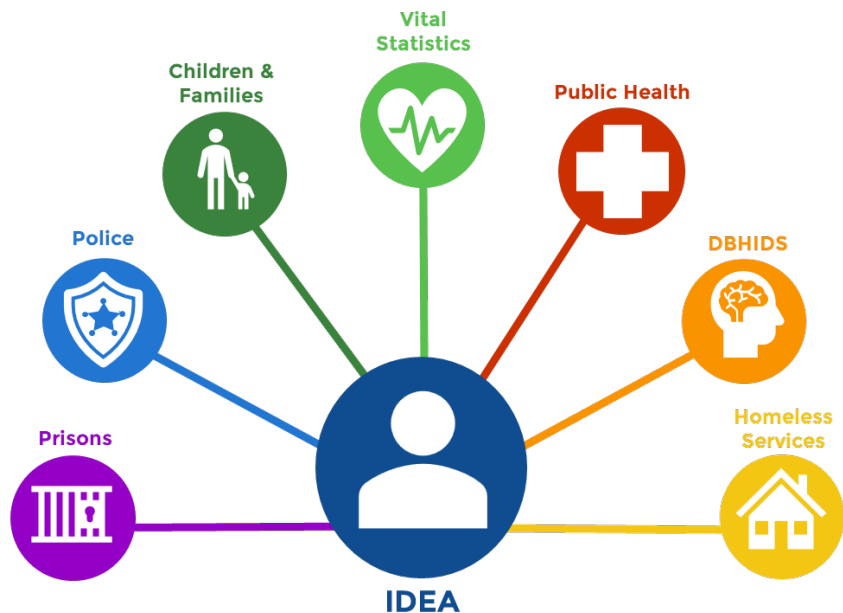 Vital
Statistics
Children &
Families
Public Health
Police
DBHIDS
Prisons
Homeless
Services
IDEA